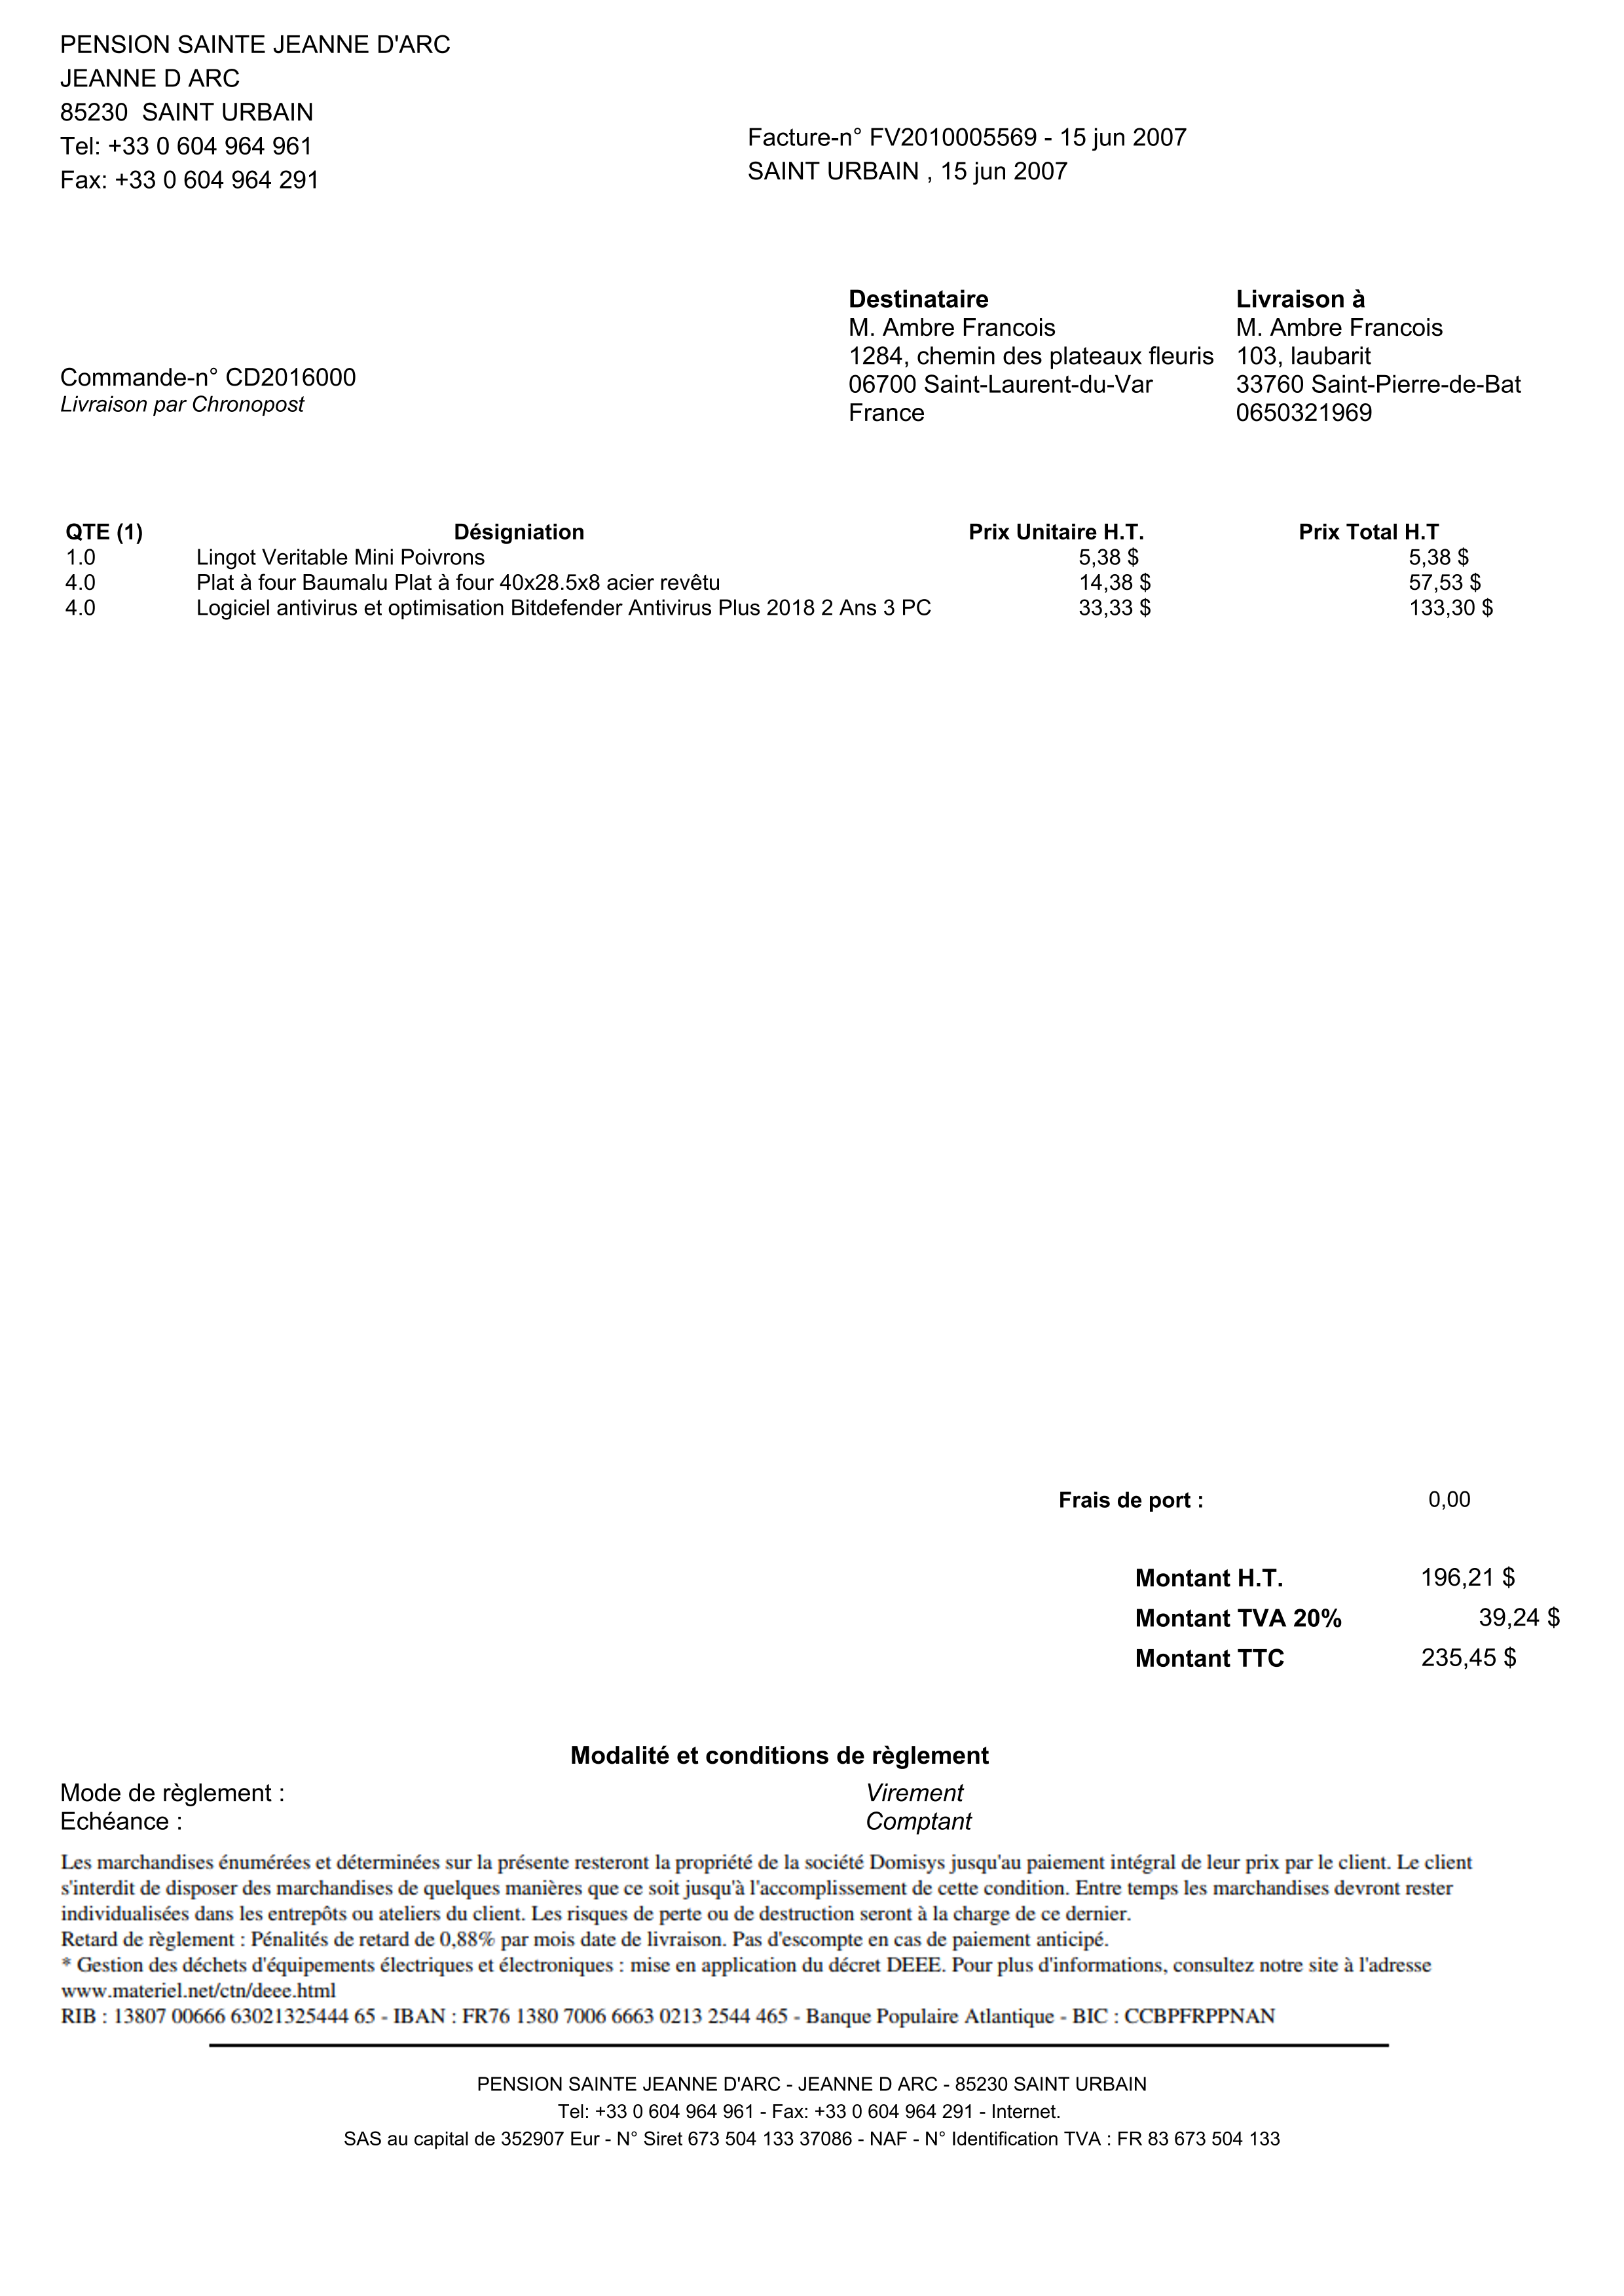 PENSION SAINTE JEANNE D'ARC
JEANNE D ARC
85230  SAINT URBAIN
Tel: +33 0 604 964 961
Fax: +33 0 604 964 291
Facture-n° FV2010005569 - 15 jun 2007
SAINT URBAIN , 15 jun 2007
Commande-n° CD2016000
Livraison par Chronopost
Destinataire
M. Ambre Francois
1284, chemin des plateaux fleuris
06700 Saint-Laurent-du-Var
France
Livraison à
M. Ambre Francois
103, laubarit
33760 Saint-Pierre-de-Bat
0650321969
QTE (1) Désigniation Prix Unitaire H.T. Prix Total H.T
1.0 Lingot Veritable Mini Poivrons 5,38 $ 5,38 $
4.0 Plat à four Baumalu Plat à four 40x28.5x8 acier revêtu 14,38 $ 57,53 $
4.0 Logiciel antivirus et optimisation Bitdefender Antivirus Plus 2018 2 Ans 3 PC 33,33 $ 133,30 $
Frais de port : 0,00
Montant H.T. 196,21 $
Montant TVA 20% 39,24 $
Montant TTC 235,45 $
Modalité et conditions de règlement
Mode de règlement : Virement
Echéance : Comptant
Les marchandises énumérées et déterminées sur la présente resteront la propriété de la société Domisys jusqu'au paiement intégral de leur prix par le client. Le client
s'interdit de disposer des marchandises de quelques manières que ce soit jusqu'à l'accomplissement de cette condition. Entre temps les marchandises devront rester
individualisées dans les entrepôts ou ateliers du client. Les risques de perte ou de destruction seront à la charge de ce dernier.
Retard de règlement : Pénalités de retard de 0,88% par mois date de livraison. Pas d'escompte en cas de paiement anticipé.
* Gestion des déchets d'équipements électriques et électroniques : mise en application du décret DEEE. Pour plus d'informations, consultez notre site à l'adresse
www.materiel.net/ctn/deee.html
RIB : 13807 00666 63021325444 65 - IBAN : FR76 1380 7006 6663 0213 2544 465 - Banque Populaire Atlantique - BIC : CCBPFRPPNAN
PENSION SAINTE JEANNE D'ARC - JEANNE D ARC - 85230 SAINT URBAIN
Tel: +33 0 604 964 961 - Fax: +33 0 604 964 291 - Internet.
SAS au capital de 352907 Eur - N° Siret 673 504 133 37086 - NAF - N° Identification TVA : FR 83 673 504 133